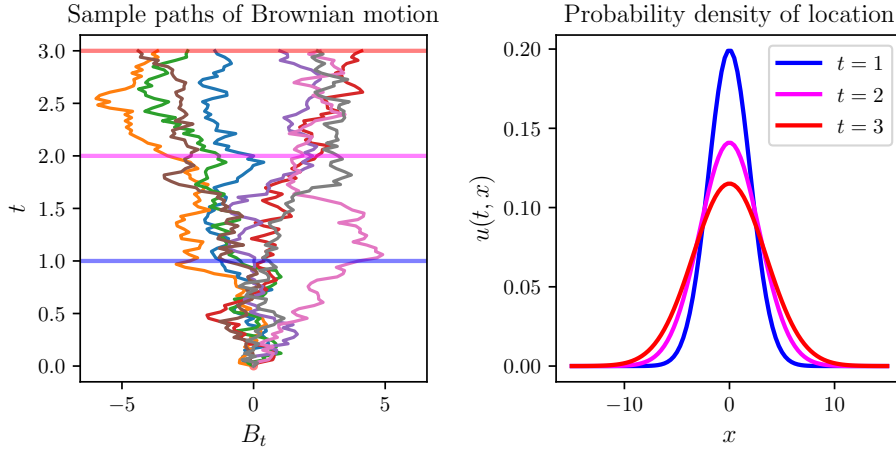 Sample paths of Brownian motion
3.0
2.5
2.0
1.5
1.0
0.5
0.0
t
−5
0
5
B_t
Probability density of location
0.20
0.15
0.10
0.05
0.00
u(t, x)
−10
0
10
x
t = 1
t = 2
t = 3